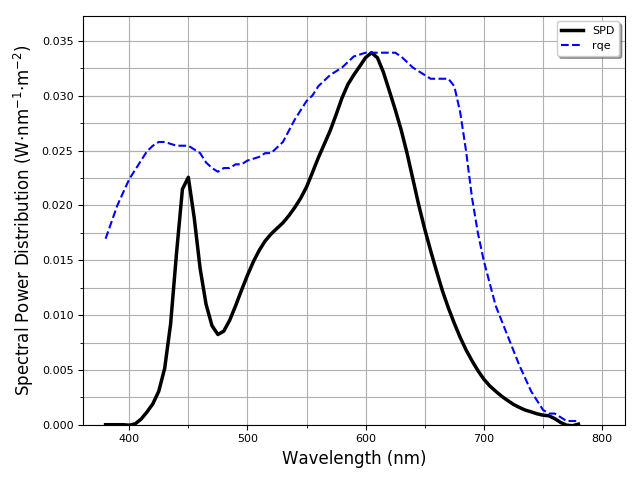 Spectral Power Distribution (W·nm⁻¹·m⁻²)
0.035
0.030
0.025
0.020
0.015
0.010
0.005
0.000
SPD
rqe
400 500 600 700 800
Wavelength (nm)